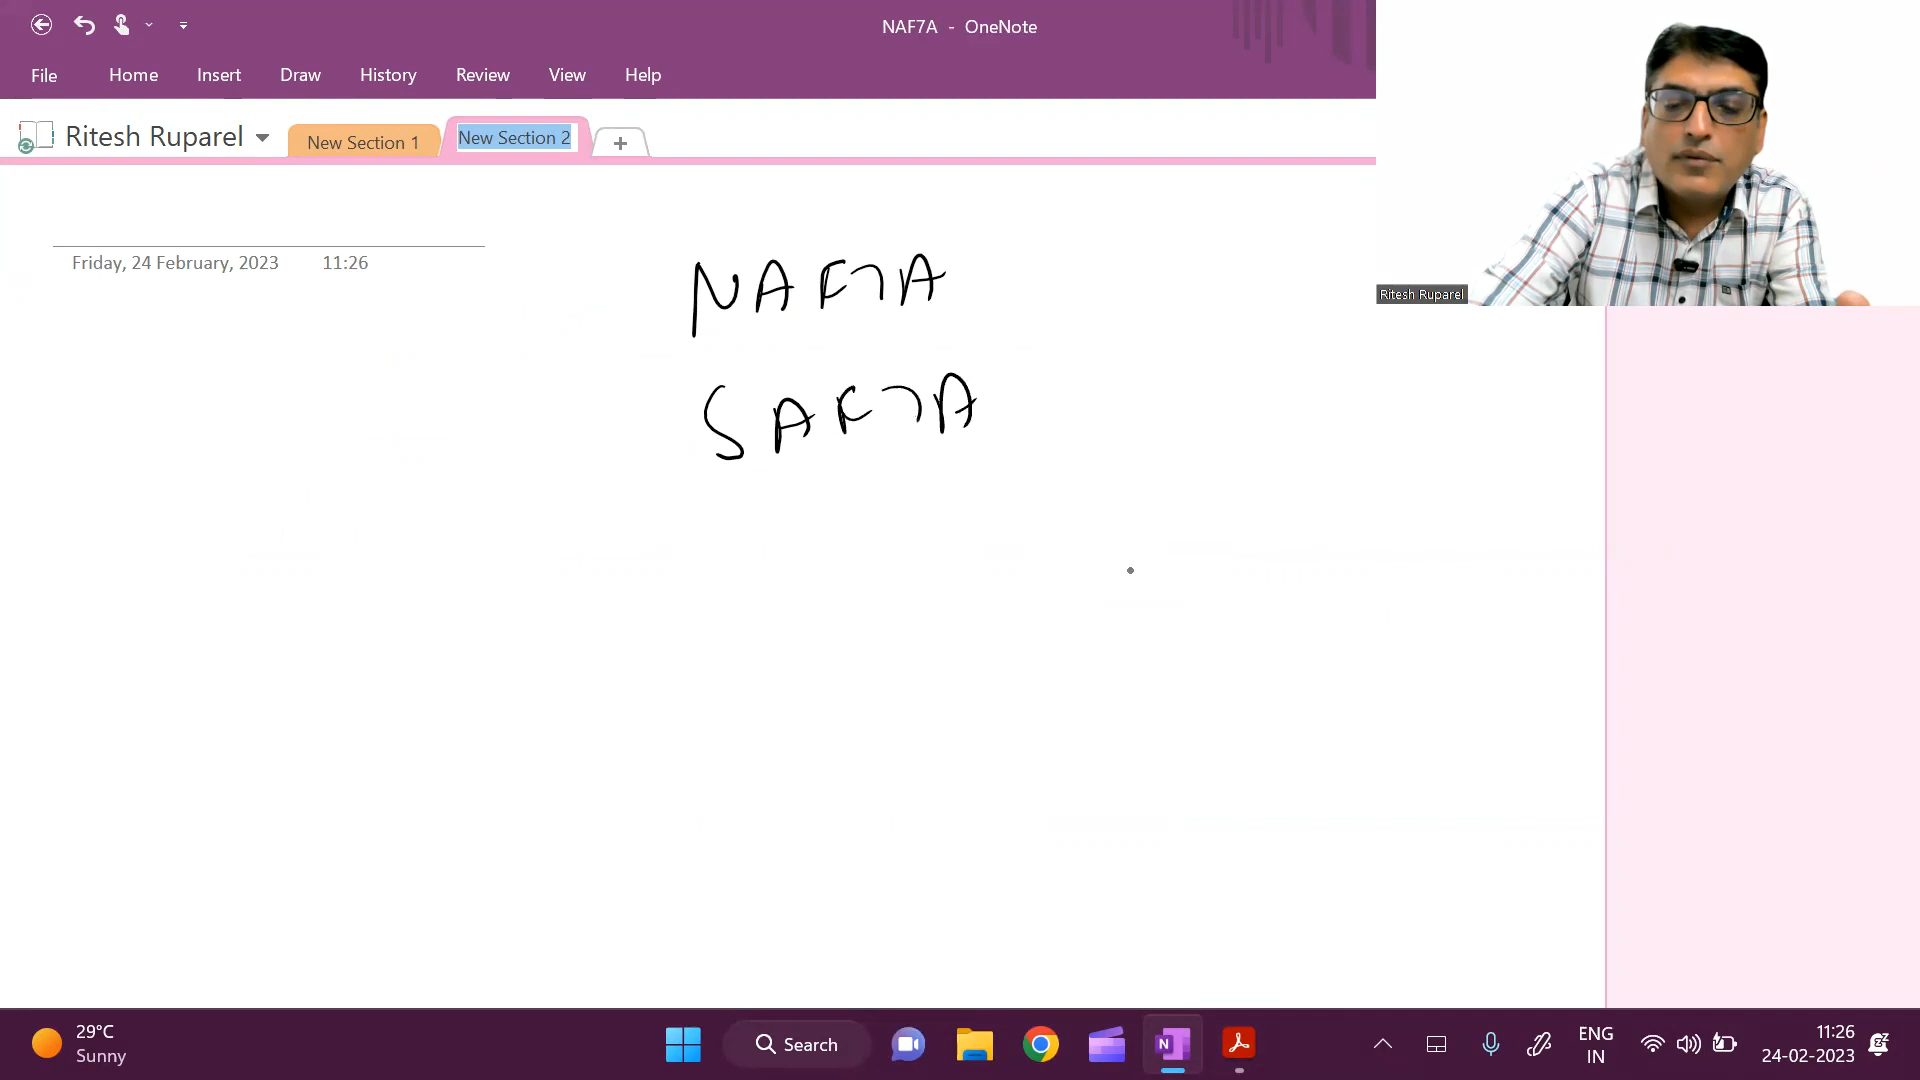 NAF7A - OneNote
File Home Insert Draw History Review View Help
Ritesh Ruparel New Section 1 New Section 2 +
Friday, 24 February, 2023 11:26
NAF7A
SAF7A
Ritesh Ruparel
29°C
Sunny
Search
ENG
IN
11:26
24-02-2023